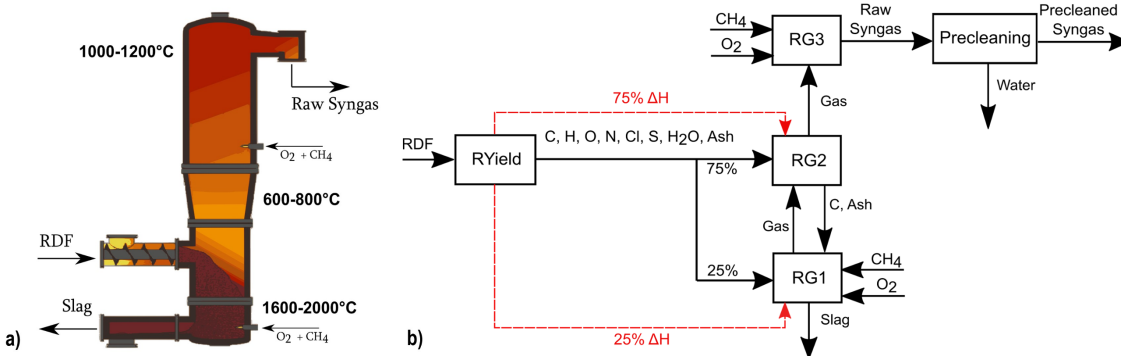 1000-1200°C
Raw Syngas
O2 + CH4
600-800°C
RDF
Slag
1600-2000°C
O2 + CH4
a)
CH4
O2
RG3
Raw
Syngas
Precleaning
Precleaned
Syngas
Water
Gas
75% ΔH
RDF
RYield
C, H, O, N, Cl, S, H2O, Ash
75%
RG2
Gas
C, Ash
25%
RG1
CH4
O2
25% ΔH
Slag
b)